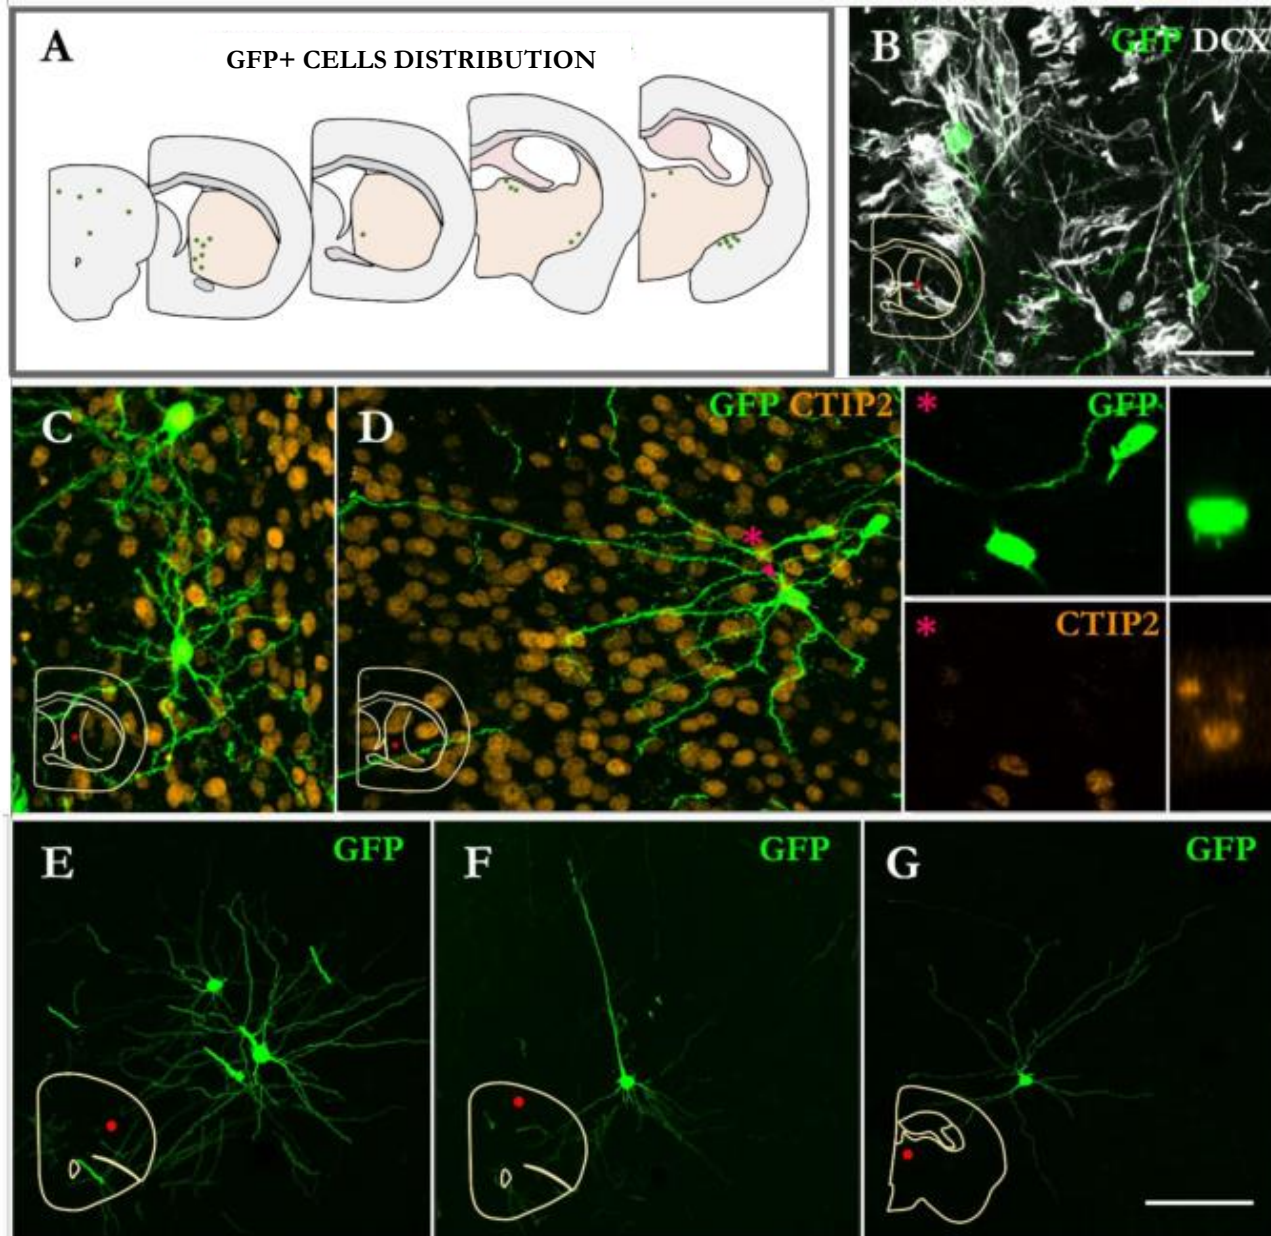 A
GFP+ CELLS DISTRIBUTION
B
GFP DCX
C
D
GFP CTIP2
* GFP
* CTIP2
*
E
GFP
F
GFP
G
GFP